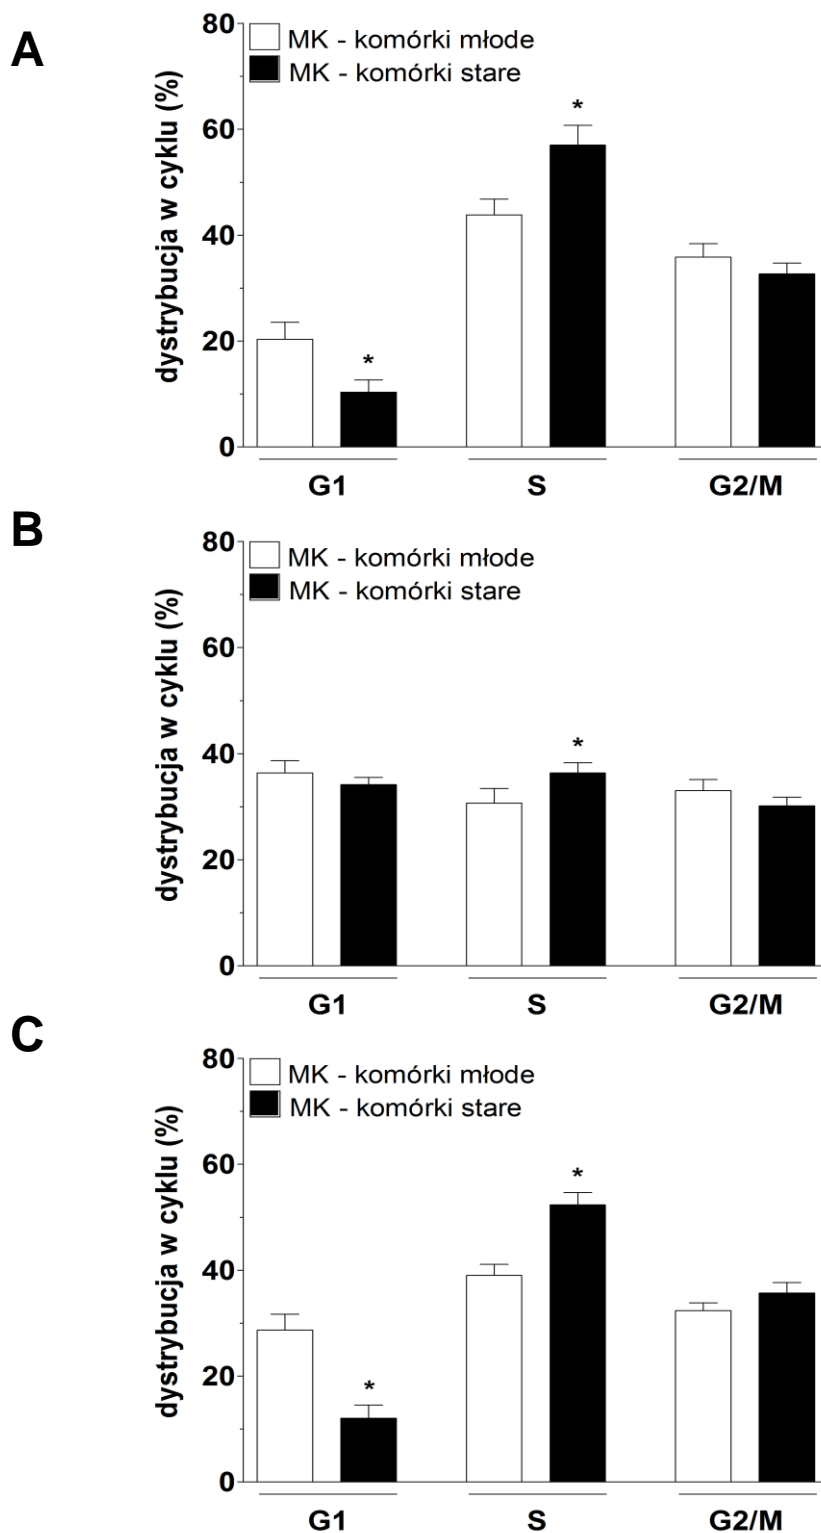 A
dystrybucja w cyklu (%)
80
60
40
20
0
MK - komórki młode
MK - komórki stare
*
*
G1
S
G2/M
B
dystrybucja w cyklu (%)
80
60
40
20
0
MK - komórki młode
MK - komórki stare
*
G1
S
G2/M
C
dystrybucja w cyklu (%)
80
60
40
20
0
MK - komórki młode
MK - komórki stare
*
*
G1
S
G2/M